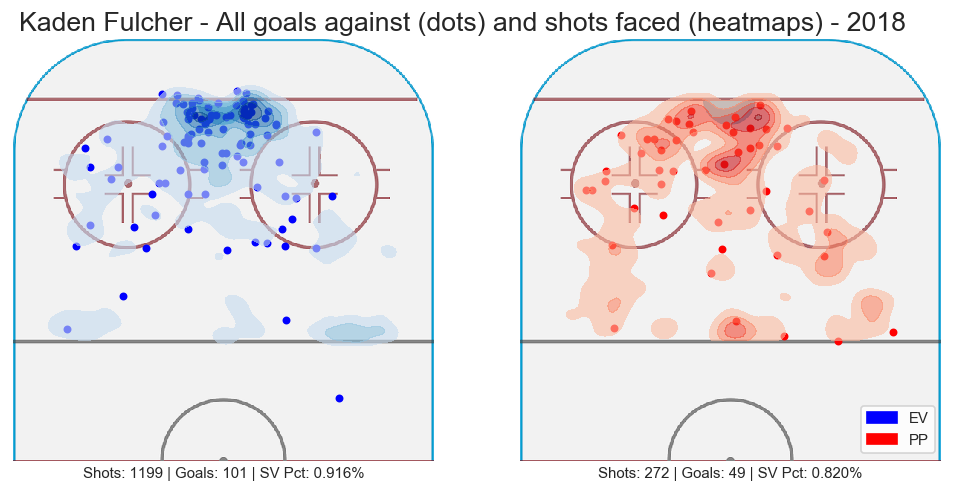 Kaden Fulcher - All goals against (dots) and shots faced (heatmaps) - 2018
EV
PP
Shots: 1199 | Goals: 101 | SV Pct: 0.916%
Shots: 272 | Goals: 49 | SV Pct: 0.820%